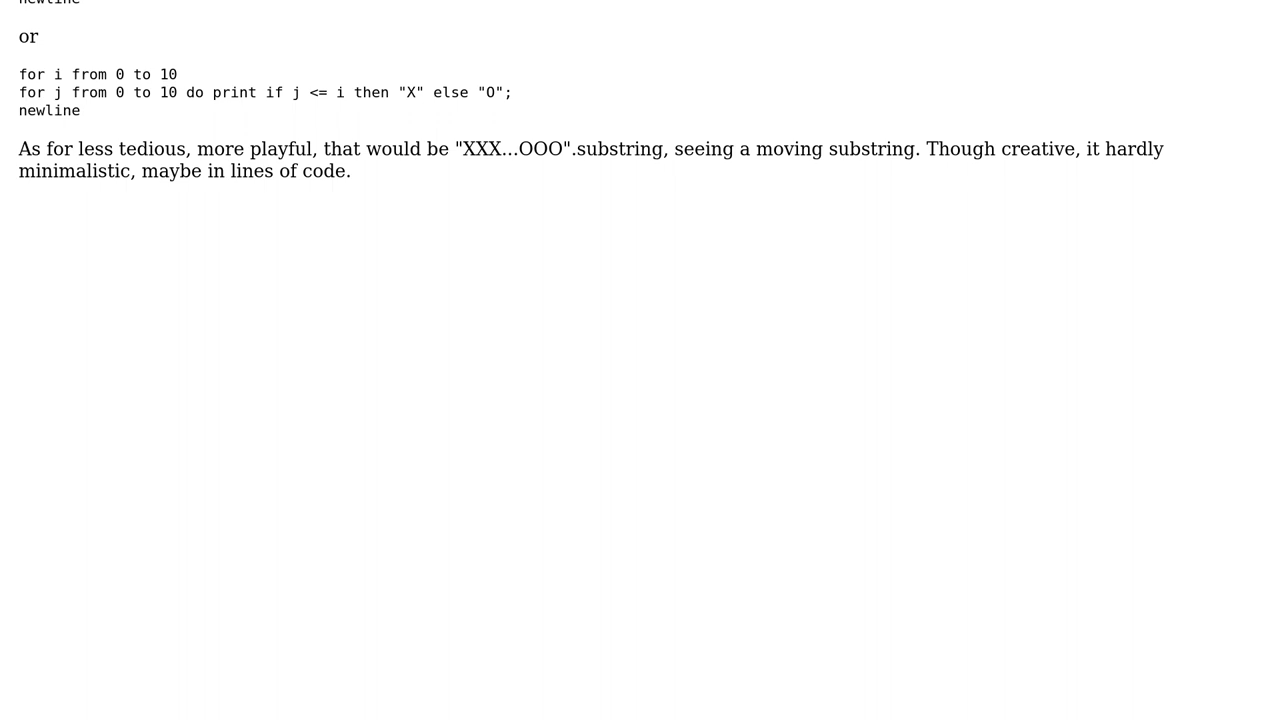 newline
or
for i from 0 to 10
for j from 0 to 10 do print if j <= i then "X" else "O";
newline
As for less tedious, more playful, that would be "XXX...OOO".substring, seeing a moving substring. Though creative, it hardly
minimalistic, maybe in lines of code.